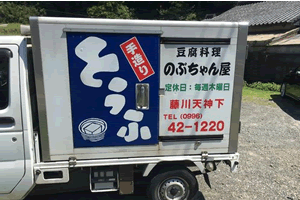 手造り
とうふ
豆腐料理
のぶちゃん屋
定休日：毎週木曜日
藤川天神下
TEL(0996)
42-1220